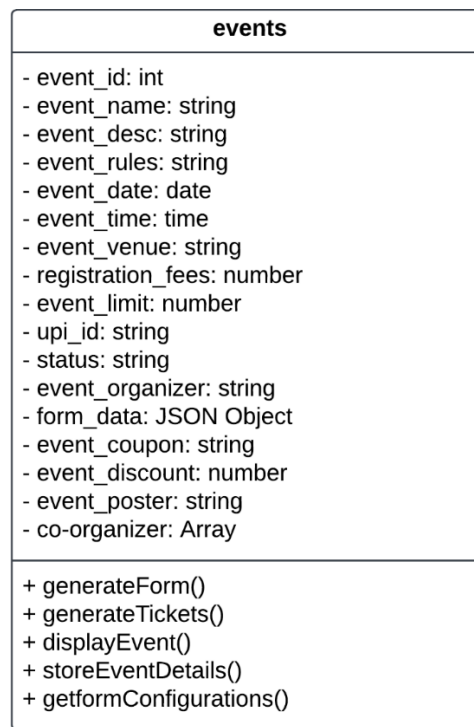 events
- event_id: int
- event_name: string
- event_desc: string
- event_rules: string
- event_date: date
- event_time: time
- event_venue: string
- registration_fees: number
- event_limit: number
- upi_id: string
- status: string
- event_organizer: string
- form_data: JSON Object
- event_coupon: string
- event_discount: number
- event_poster: string
- co-organizer: Array
+ generateForm()
+ generateTickets()
+ displayEvent()
+ storeEventDetails()
+ getformConfigurations()